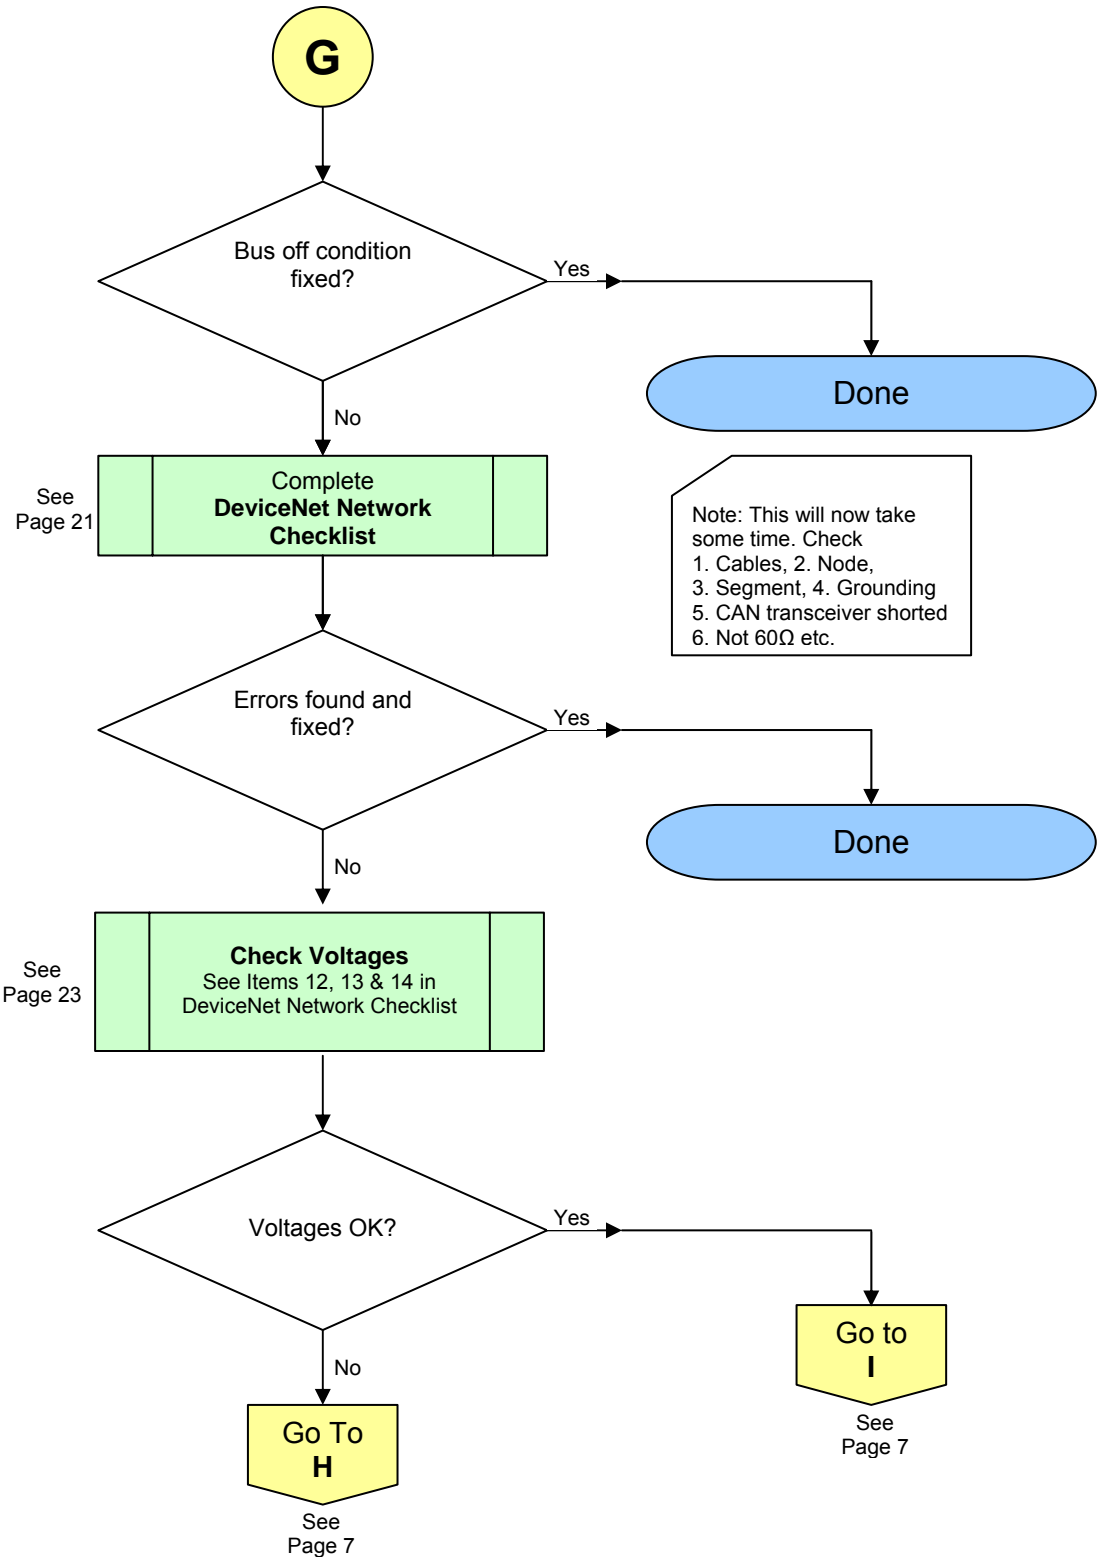 G
Bus off condition
fixed?
Yes
Done
No
See
Page 21
Complete
DeviceNet Network
Checklist
Note: This will now take
some time. Check
1. Cables, 2. Node,
3. Segment, 4. Grounding
5. CAN transceiver shorted
6. Not 60Ω etc.
Errors found and
fixed?
Yes
Done
No
See
Page 23
Check Voltages
See Items 12, 13 & 14 in
DeviceNet Network Checklist
Voltages OK?
Yes
Go to
I
See
Page 7
No
Go To
H
See
Page 7